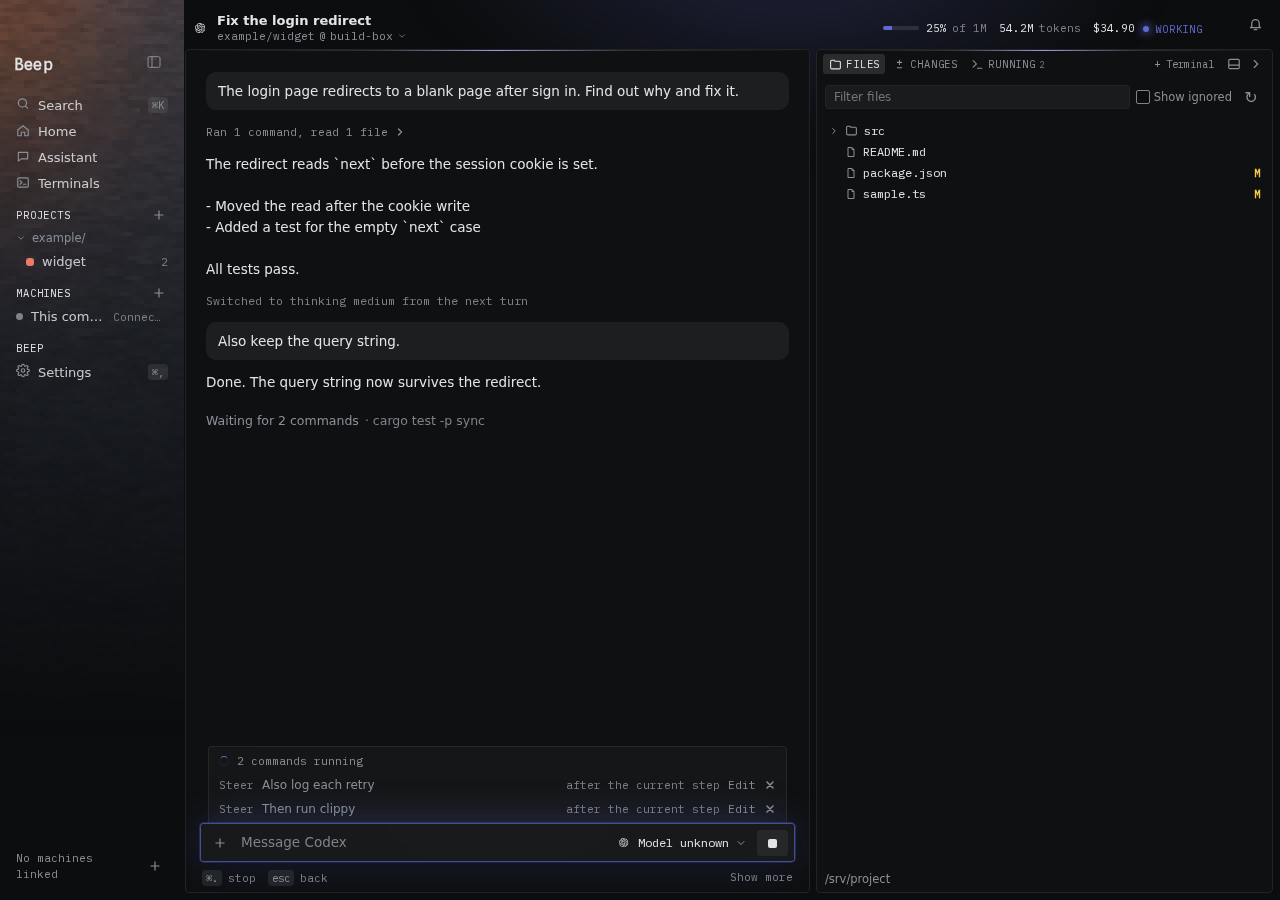 Beep
Search ⌘K
Home
Assistant
Terminals
PROJECTS
example/
widget 2
MACHINES
This com… Connec…
BEEP
Settings ⌘,
No machines
linked
Fix the login redirect
example/widget @ build-box
25% of 1M 54.2M tokens $34.90 WORKING
The login page redirects to a blank page after sign in. Find out why and fix it.
Ran 1 command, read 1 file
The redirect reads `next` before the session cookie is set.
- Moved the read after the cookie write
- Added a test for the empty `next` case
All tests pass.
Switched to thinking medium from the next turn
Also keep the query string.
Done. The query string now survives the redirect.
Waiting for 2 commands · cargo test -p sync
2 commands running
Steer Also log each retry after the current step Edit ×
Steer Then run clippy after the current step Edit ×
+ Message Codex Model unknown
⌘. stop esc back Show more
FILES ± CHANGES RUNNING 2 + Terminal
Filter files Show ignored
src
README.md
package.json M
sample.ts M
/srv/project